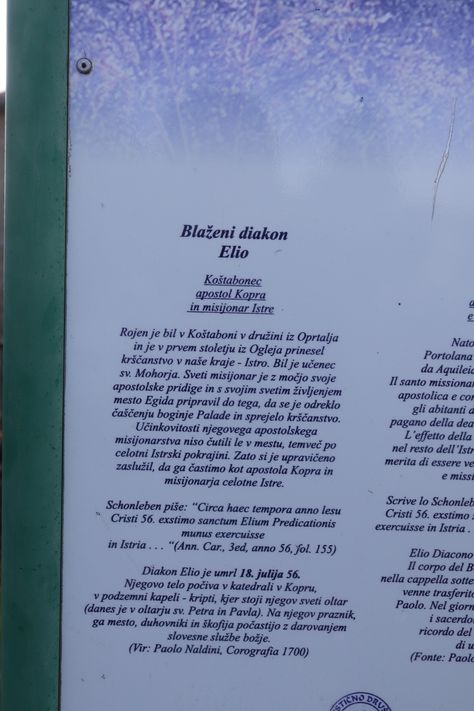 Blaženi diakon
Elio
Koštabonec
apostol Kopra
in misijonar Istre
Rojen je bil v Koštaboni v družini iz Oprtalja
in je v prvem stoletju iz Ogleja prinesel
krščanstvo v naše kraje - Istro. Bil je učenec
sv. Mohorja. Sveti misijonar je z močjo svoje
apostolske pridige in s svojim svetim življenjem
mesto Egida pripravil do tega, da se je odreklo
čaščenju boginje Palade in sprejelo krščanstvo.
Učinkovitosti njegovega apostolskega
misijonarstva niso čutili le v mestu, temveč po
celotni Istrski pokrajini. Zato si je upravičeno
zaslužil, da ga častimo kot apostola Kopra in
misijonarja celotne Istre.
Schonleben piše: "Circa haec tempora anno Iesu
Cristi 56. exstimo sanctum Elium Predicationis
munus exercuisse
in Istria . . . "(Ann. Car., 3ed, anno 56, fol. 155)
Diakon Elio je umrl 18. julija 56.
Njegovo telo počiva v katedrali v Kopru,
v podzemni kapeli - kripti, kjer stoji njegov sveti oltar
(danes je v oltarju sv. Petra in Pavla). Na njegov praznik,
ga mesto, duhovniki in škofija počastijo z darovanjem
slovesne službe božje.
(Vir: Paolo Naldini, Corografia 1700)
Nato
Portolana
da Aquileia
Il santo missiona
apostolica e con
gli abitanti d
pagano della dea
L'effetto della
nel resto dell'Istr
merita di essere ve
e missi
Scrive lo Schonleb
Cristi 56. exstimo
exercuisse in Istria .
Elio Diacono
Il corpo del B
nella cappella sotte
venne trasferito
Paolo. Nel giorn
i sacerdo
ricordo del
di u
(Fonte: Paolo